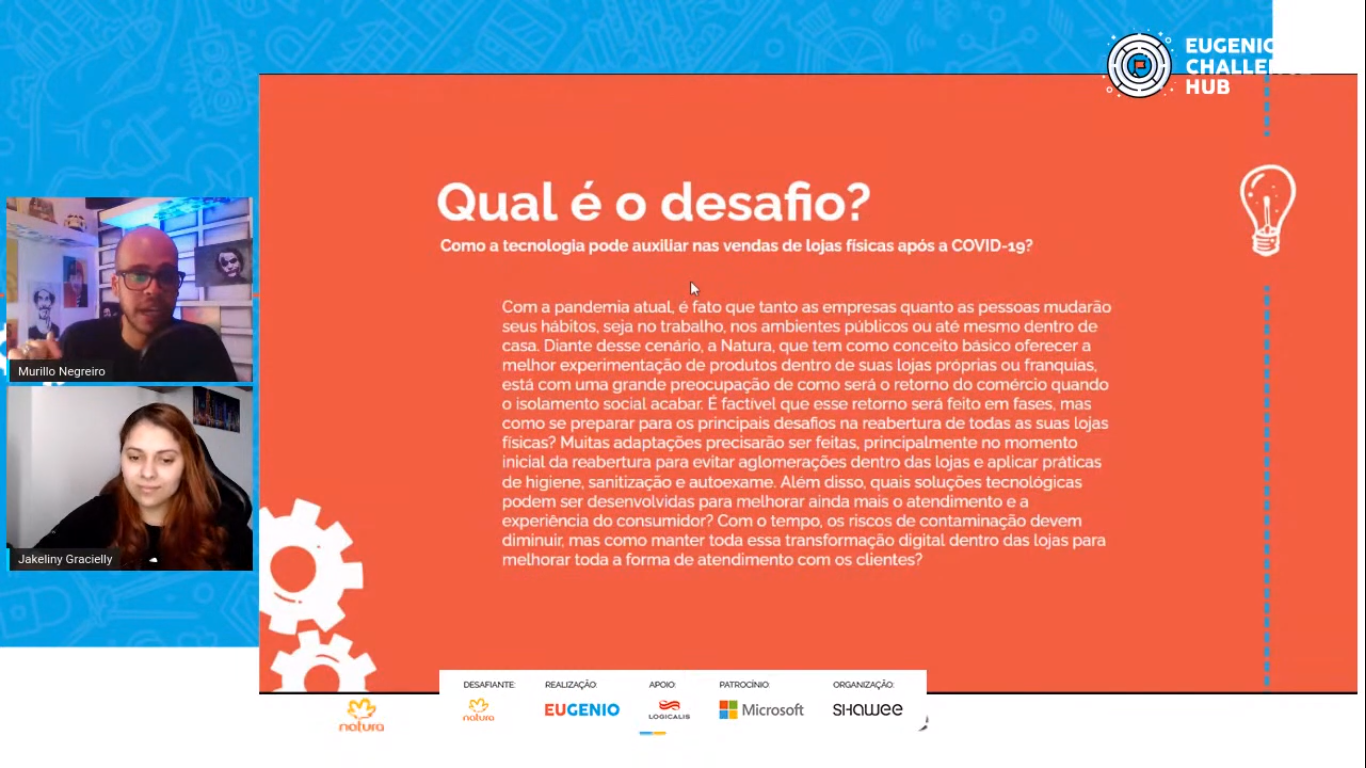 EUGENIO
CHALLENGE
HUB
Qual é o desafio?
Como a tecnologia pode auxiliar nas vendas de lojas físicas após a COVID-19?
Com a pandemia atual, é fato que tanto as empresas quanto as pessoas mudarão
seus hábitos, seja no trabalho, nos ambientes públicos ou até mesmo dentro de
casa. Diante desse cenário, a Natura, que tem como conceito básico oferecer a
melhor experimentação de produtos dentro de suas lojas próprias ou franquias,
está com uma grande preocupação de como será o retorno do comércio quando
o isolamento social acabar. É factível que esse retorno será feito em fases, mas
como se preparar para os principais desafios na reabertura de todas as suas lojas
físicas? Muitas adaptações precisarão ser feitas, principalmente no momento
inicial da reabertura para evitar aglomerações dentro das lojas e aplicar práticas
de higiene, sanitização e autoexame. Além disso, quais soluções tecnológicas
podem ser desenvolvidas para melhorar ainda mais o atendimento e a
experiência do consumidor? Com o tempo, os riscos de contaminação devem
diminuir, mas como manter toda essa transformação digital dentro das lojas para
melhorar toda a forma de atendimento com os clientes?
Murillo Negreiro
Jakeliny Gracielly
natura
DESAFIANTE:
natura
REALIZAÇÃO:
EUGENIO
APOIO:
LOGICALIS
PATROCÍNIO:
Microsoft
ORGANIZAÇÃO:
SHAWEE